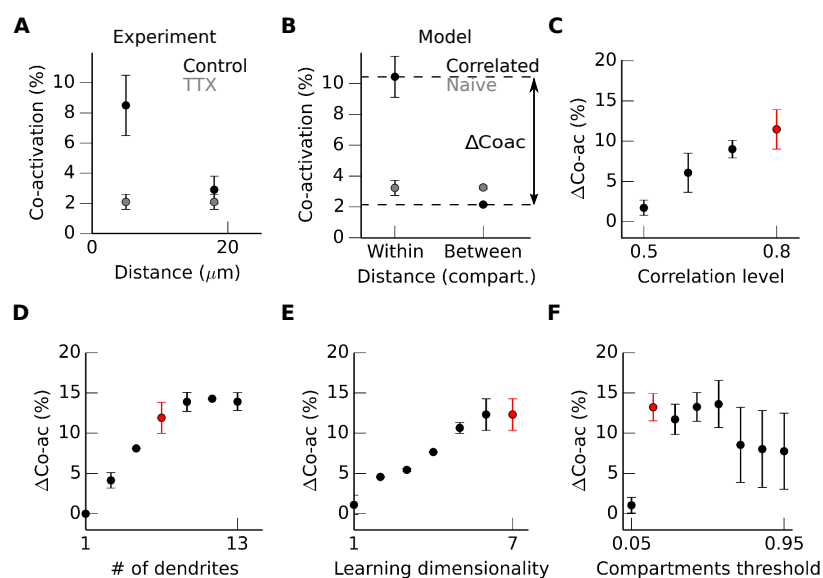 A
Experiment
Control
TTX
Co-activation (%)
10
8
6
4
2
0
0
20
Distance (μm)
B
Model
Correlated
Naive
ΔCoac
Co-activation (%)
10
8
6
4
2
0
Within
Between
Distance (compart.)
C
ΔCo-ac (%)
20
15
10
5
0
0.5
0.8
Correlation level
D
ΔCo-ac (%)
20
15
10
5
0
1
13
# of dendrites
E
ΔCo-ac (%)
20
15
10
5
0
1
7
Learning dimensionality
F
ΔCo-ac (%)
20
15
10
5
0
0.05
0.95
Compartments threshold